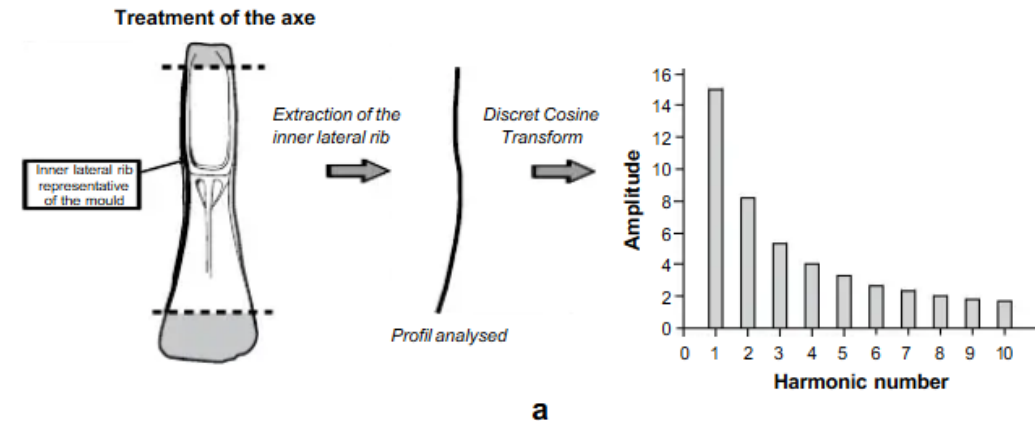 Treatment of the axe
Inner lateral rib
representative
of the mould
Extraction of the
inner lateral rib
Profil analysed
Discret Cosine
Transform
Amplitude
16
14
12
10
8
6
4
2
0
0 1 2 3 4 5 6 7 8 9 10
Harmonic number
a